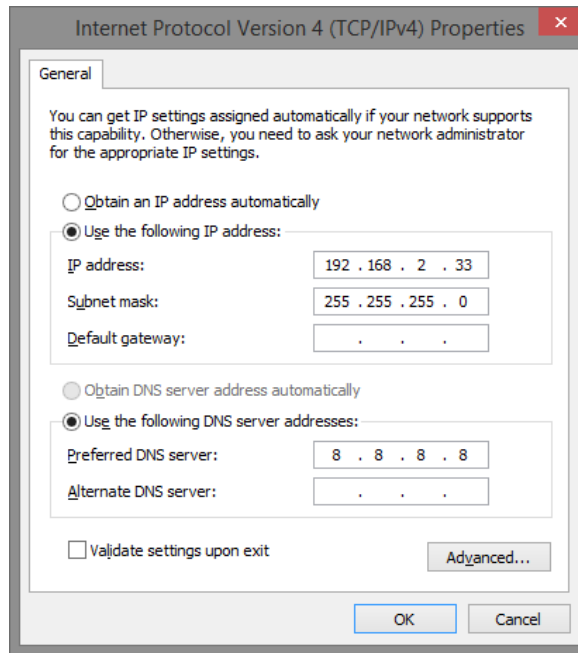 Internet Protocol Version 4 (TCP/IPv4) Properties
×
General
You can get IP settings assigned automatically if your network supports
this capability. Otherwise, you need to ask your network administrator
for the appropriate IP settings.
Obtain an IP address automatically
Use the following IP address:
IP address: 192 . 168 . 2 . 33
Subnet mask: 255 . 255 . 255 . 0
Default gateway: . . .
Obtain DNS server address automatically
Use the following DNS server addresses:
Preferred DNS server: 8 . 8 . 8 . 8
Alternate DNS server: . . .
Validate settings upon exit
Advanced...
OK Cancel